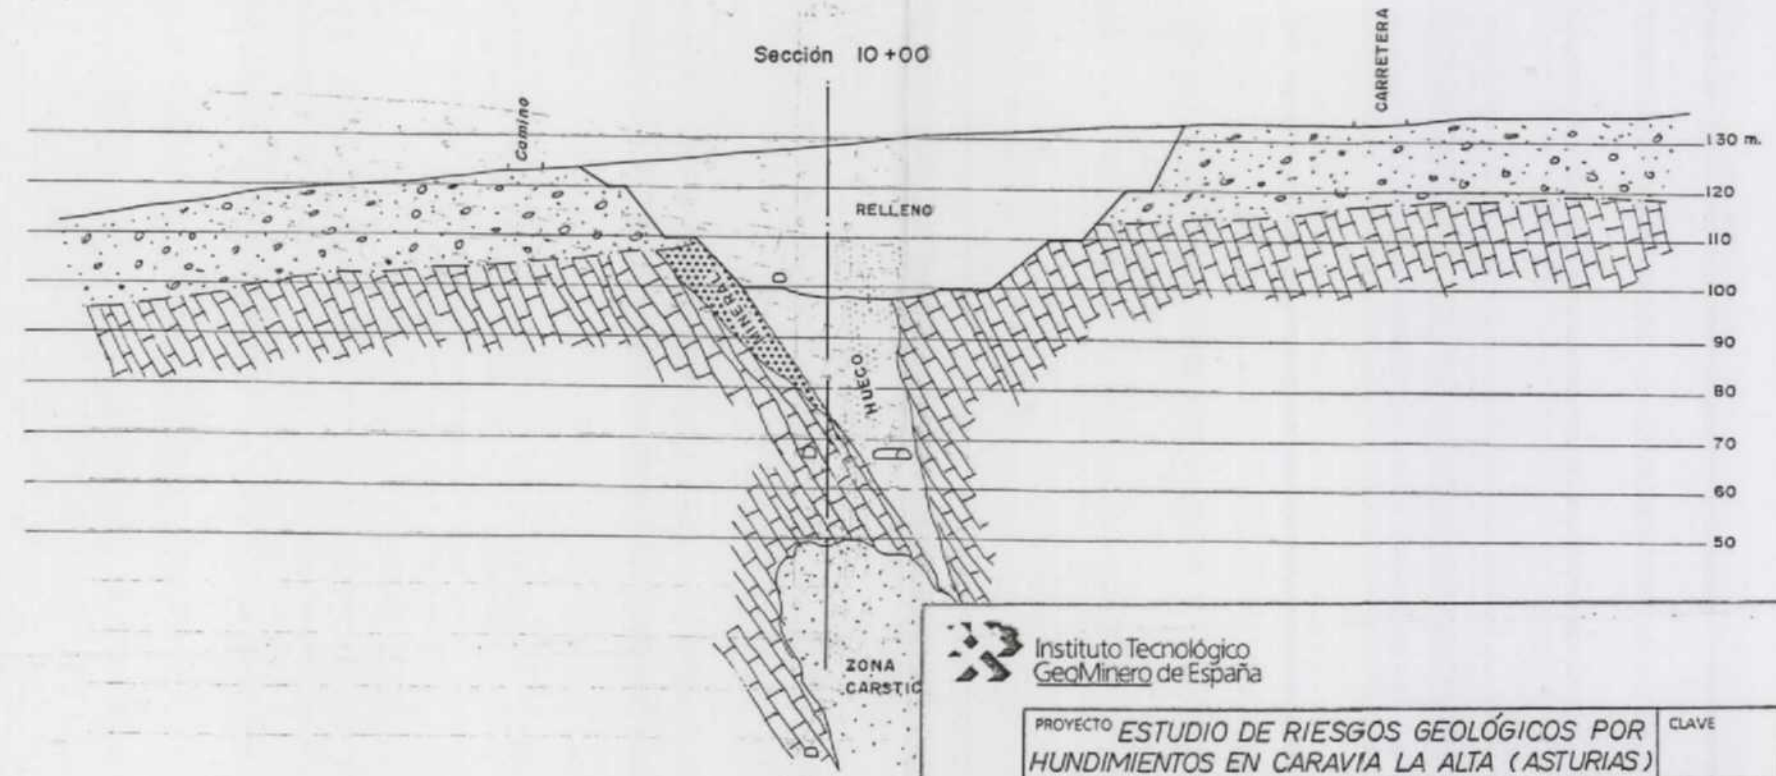 Sección 10+00
CARRETERA
Camino
130 m.
120
RELLENO
110
100
MINERAL
90
HUECO
80
70
60
50
ZONA
CARSTIC
Instituto Tecnológico
GeoMinero de España
PROYECTO ESTUDIO DE RIESGOS GEOLÓGICOS POR
HUNDIMIENTOS EN CARAVIA LA ALTA (ASTURIAS)
CLAVE